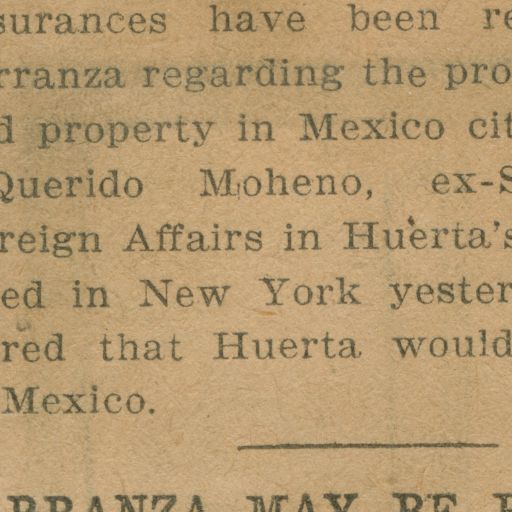 surances have been re
rranza regarding the pro
d property in Mexico cit
Querido Moheno, ex-S
reign Affairs in Huerta's
ed in New York yester
red that Huerta would
Mexico.
RRANZA MAY BE